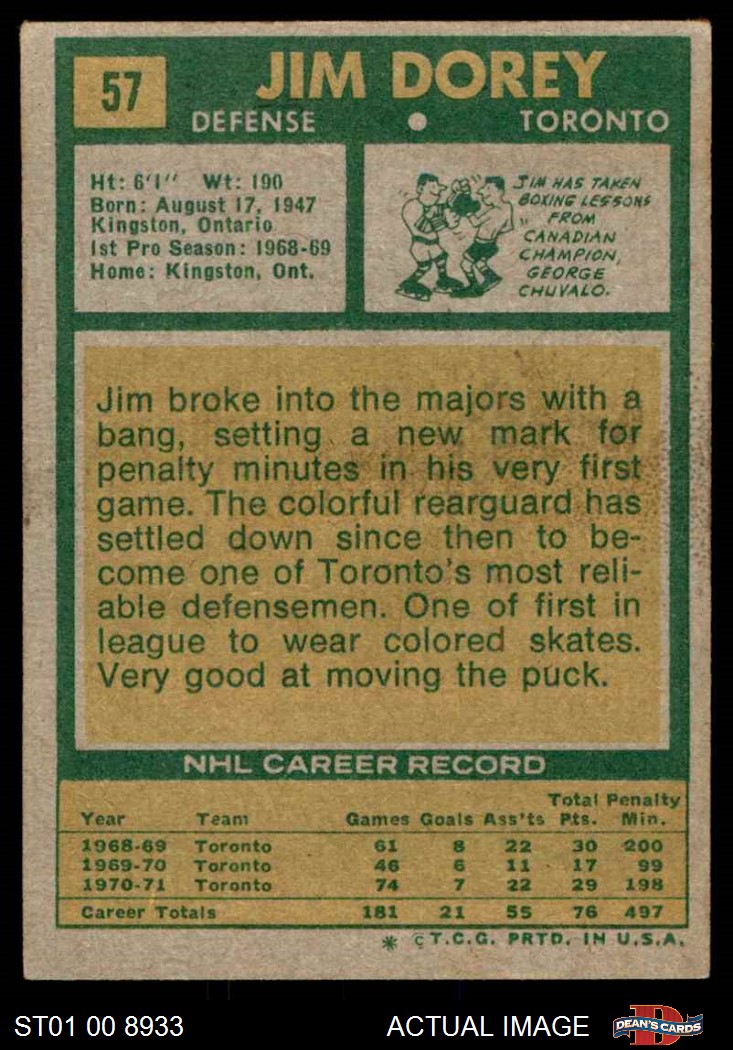 57
JIM DOREY
DEFENSE • TORONTO
Ht: 6'1" Wt: 190
Born: August 17, 1947
Kingston, Ontario
1st Pro Season: 1968-69
Home: Kingston, Ont.
JIM HAS TAKEN
BOXING LESSONS
FROM
CANADIAN
CHAMPION,
GEORGE
CHUVALO.
Jim broke into the majors with a
bang, setting a new mark for
penalty minutes in his very first
game. The colorful rearguard has
settled down since then to be-
come one of Toronto's most reli-
able defensemen. One of first in
league to wear colored skates.
Very good at moving the puck.
NHL CAREER RECORD
Year Team Games Goals Ass'ts Total Pts. Penalty Min.
1968-69 Toronto 61 8 22 30 200
1969-70 Toronto 46 6 11 17 99
1970-71 Toronto 74 7 22 29 198
Career Totals 181 21 55 76 497
* © T.C.G. PRTD. IN U.S.A.
ST01 00 8933 ACTUAL IMAGE DEAN'S CARDS